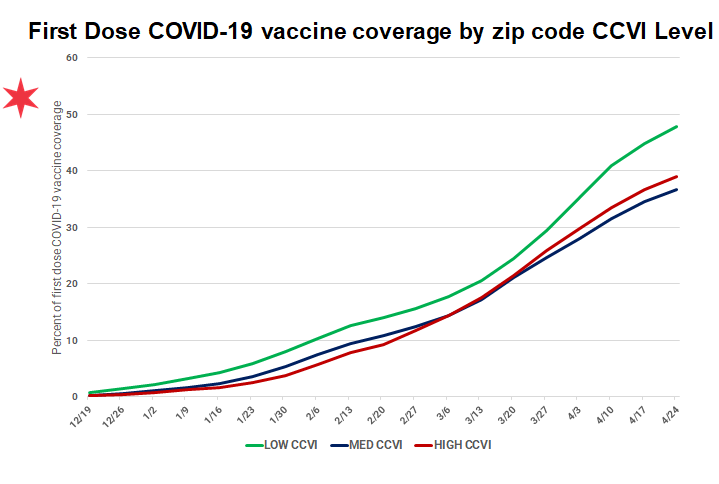 First Dose COVID-19 vaccine coverage by zip code CCVI Level
Percent of first dose COVID-19 vaccine coverage
60
50
40
30
20
10
0
12/19 12/26 1/2 1/9 1/16 1/23 1/30 2/6 2/13 2/20 2/27 3/6 3/13 3/20 3/27 4/3 4/10 4/17 4/24
LOW CCVI MED CCVI HIGH CCVI